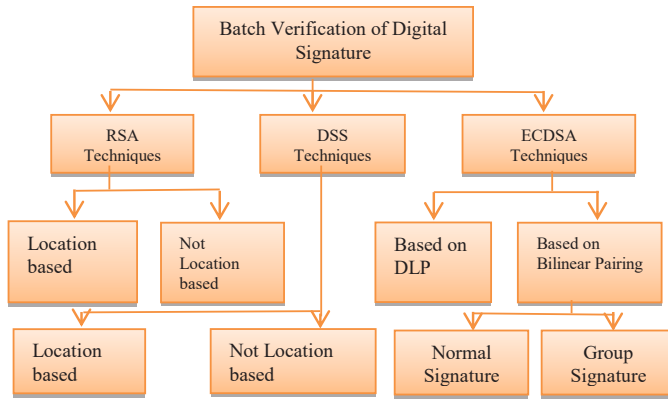 Batch Verification of Digital
Signature
RSA
Techniques
DSS
Techniques
ECDSA
Techniques
Location
based
Not
Location
based
Based on
DLP
Based on
Bilinear Pairing
Location
based
Not Location
based
Normal
Signature
Group
Signature